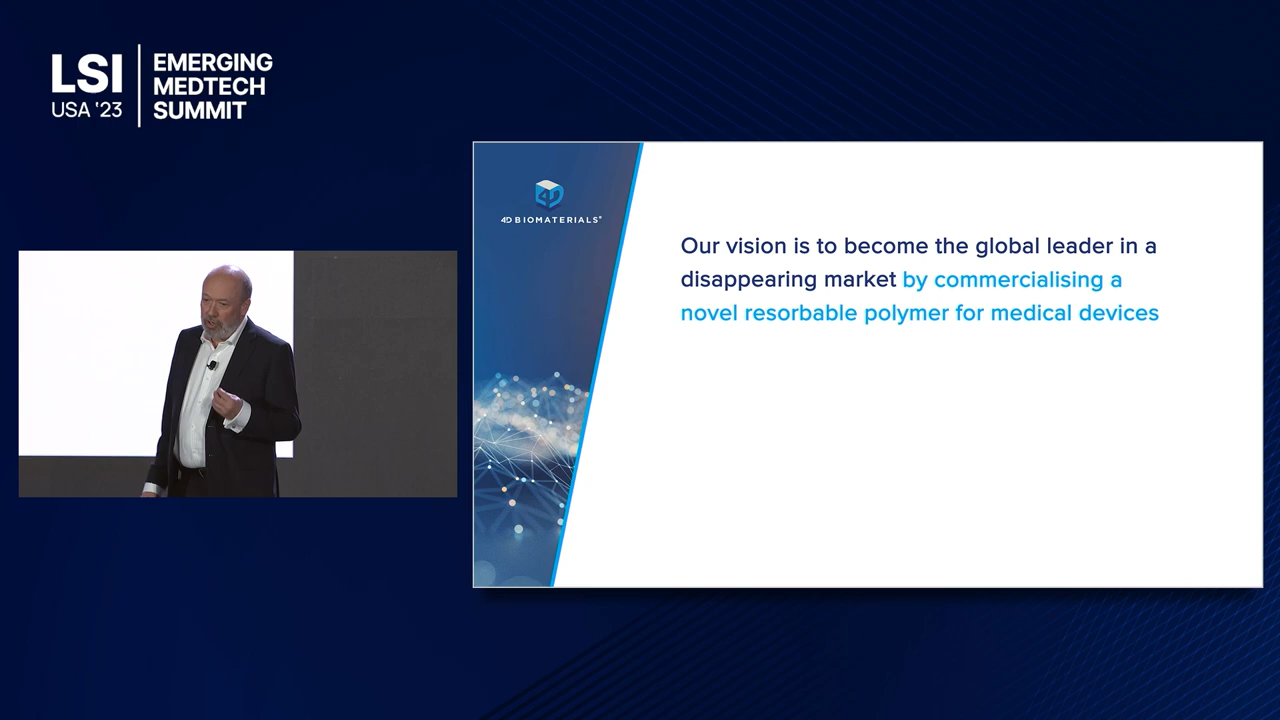 LSI
USA '23
EMERGING
MEDTECH
SUMMIT
4D BIOMATERIALS®
Our vision is to become the global leader in a
disappearing market by commercialising a
novel resorbable polymer for medical devices